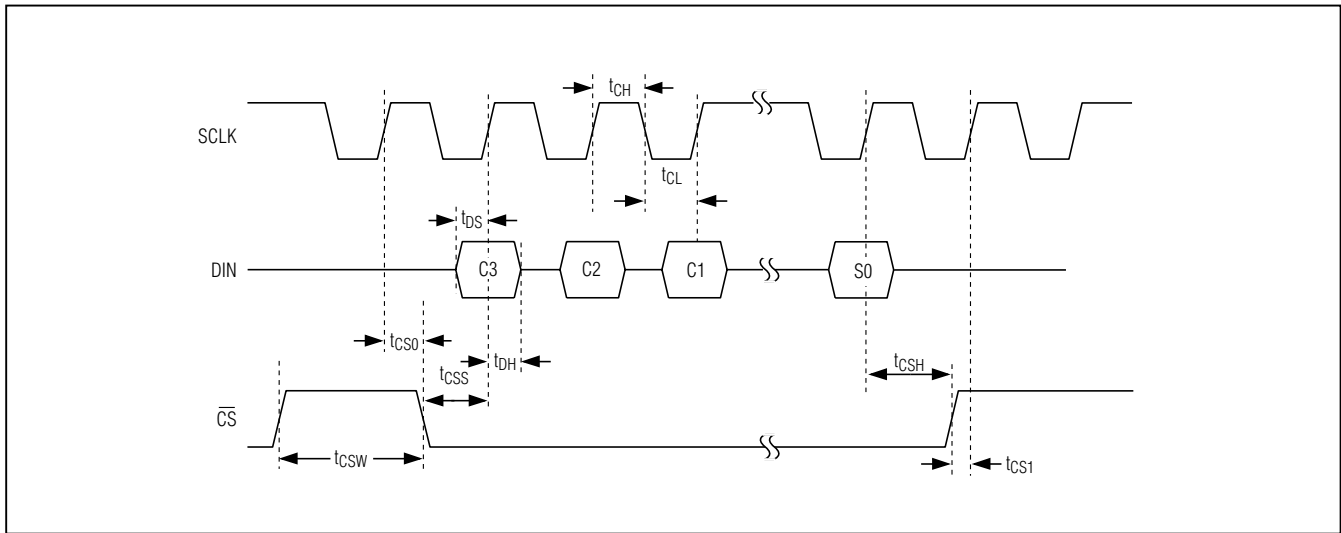 tCH
SCLK
tCL
tDS
DIN
C3
C2
C1
S0
tCS0
tDH
tCSS
tCSH
CS
tCSW
tCS1